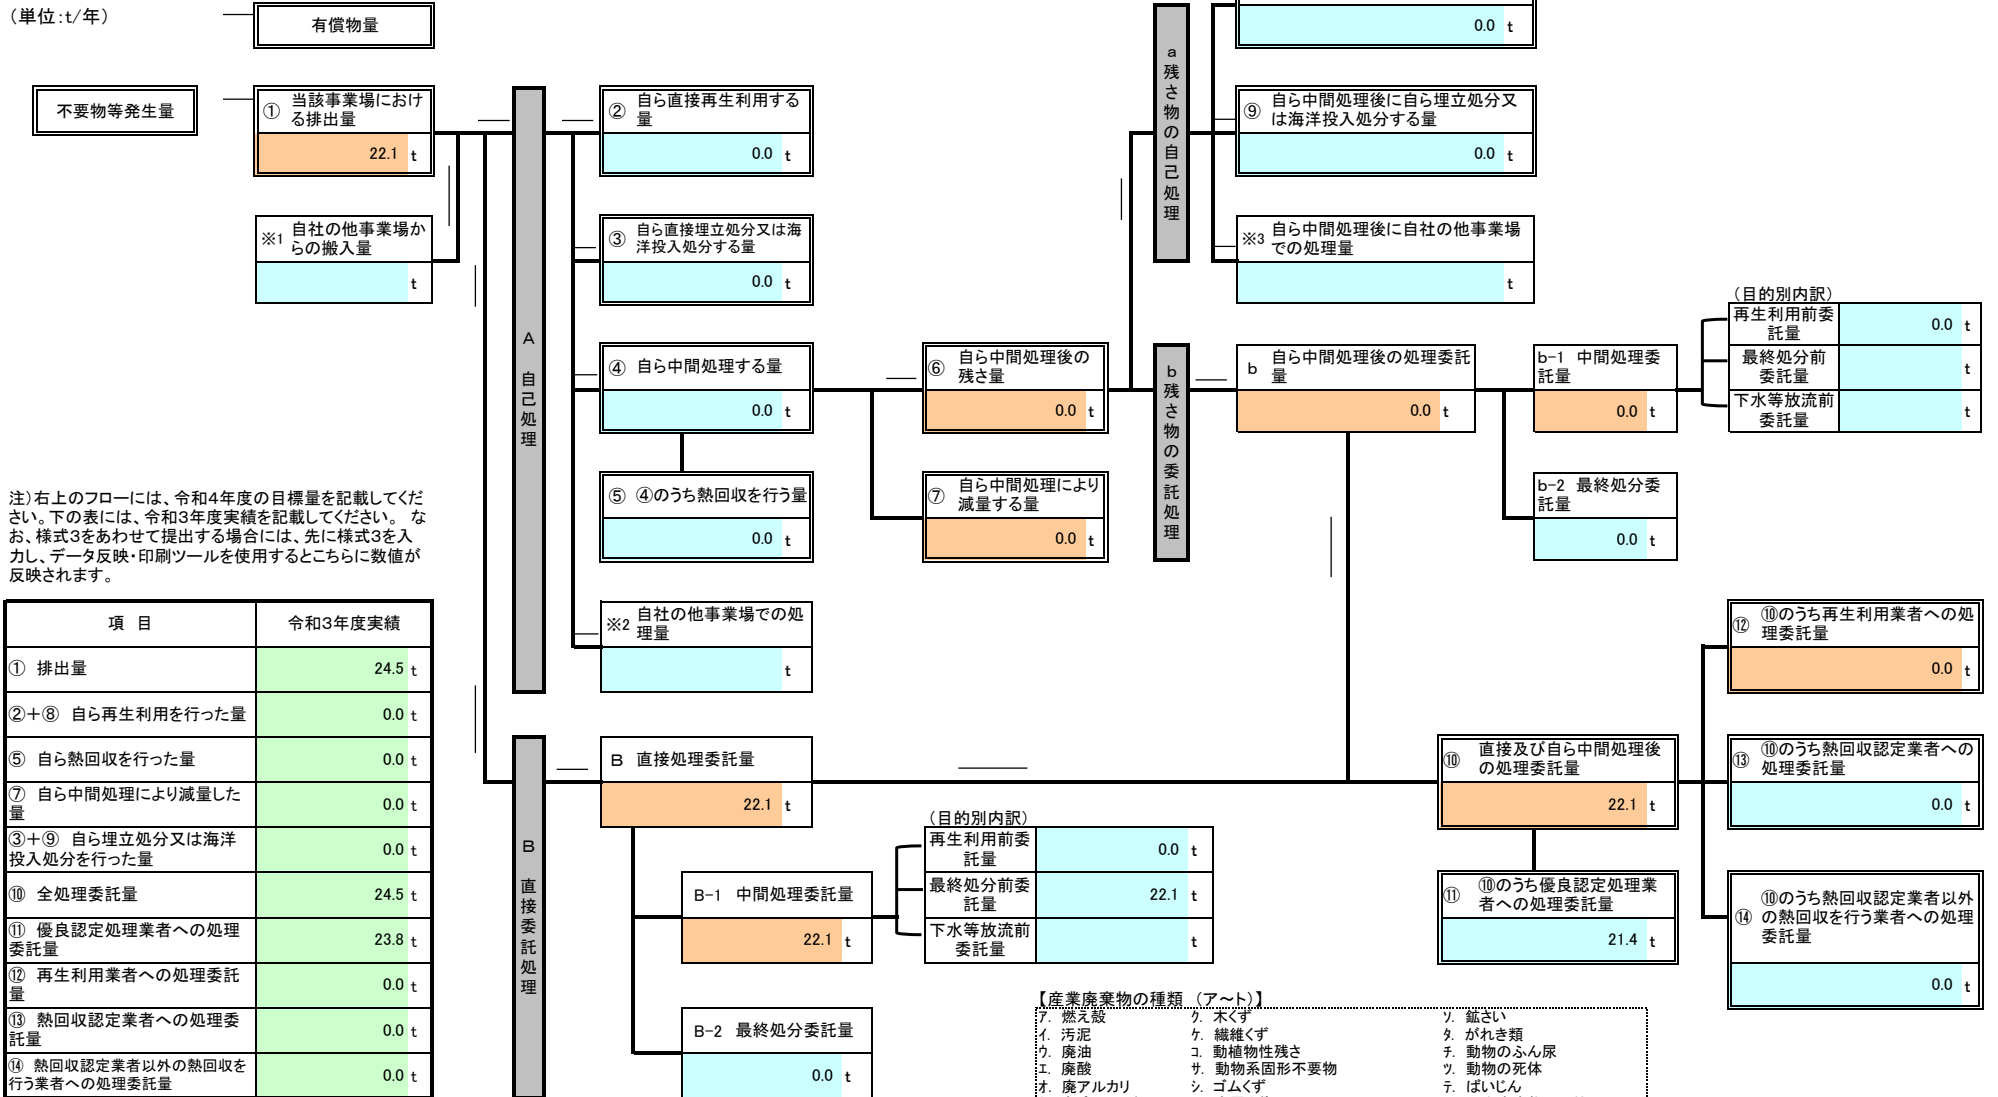 （単位：t/年）
有償物量
不要物等発生量
① 当該事業場におけ
る排出量
22.1 t
※1 自社の他事業場か
らの搬入量
t
A 自己処理
② 自ら直接再生利用する
量
0.0 t
③ 自ら直接埋立処分又は海
洋投入処分する量
0.0 t
④ 自ら中間処理する量
0.0 t
⑤ ④のうち熱回収を行う量
0.0 t
※2 自社の他事業場での処
理量
t
⑥ 自ら中間処理後の
残さ量
0.0 t
⑦ 自ら中間処理により
減量する量
0.0 t
a 残さ物の自己処理
0.0 t
⑨ 自ら中間処理後に自ら埋立処分又
は海洋投入処分する量
0.0 t
※3 自ら中間処理後に自社の他事業場
での処理量
t
b 残さ物の委託処理
b 自ら中間処理後の処理委託
量
0.0 t
b-1 中間処理委
託量
0.0 t
b-2 最終処分委
託量
0.0 t
（目的別内訳）
再生利用前委
託量
0.0 t
最終処分前
委託量
t
下水等放流前
委託量
t
注）右上のフローには、令和４年度の目標量を記載してくだ
さい。下の表には、令和３年度実績を記載してください。 な
お、様式３をあわせて提出する場合には、先に様式３を入
力し、データ反映・印刷ツールを使用するとこちらに数値が
反映されます。
項 目 令和３年度実績
① 排出量 24.5 t
②＋⑧ 自ら再生利用を行った量 0.0 t
⑤ 自ら熱回収を行った量 0.0 t
⑦ 自ら中間処理により減量した
量 0.0 t
③＋⑨ 自ら埋立処分又は海洋
投入処分を行った量 0.0 t
⑩ 全処理委託量 24.5 t
⑪ 優良認定処理業者への処理
委託量 23.8 t
⑫ 再生利用業者への処理委託
量 0.0 t
⑬ 熱回収認定業者への処理委
託量 0.0 t
⑭ 熱回収認定業者以外の熱回収を
行う業者への処理委託量 0.0 t
B 直接委託処理
B 直接処理委託量
22.1 t
B-1 中間処理委託量
22.1 t
B-2 最終処分委託量
0.0 t
（目的別内訳）
再生利用前委
託量
0.0 t
最終処分前委
託量
22.1 t
下水等放流前
委託量
t
⑩ 直接及び自ら中間処理後
の処理委託量
22.1 t
⑪ ⑩のうち優良認定処理業
者への処理委託量
21.4 t
⑫ ⑩のうち再生利用業者への処
理委託量
0.0 t
⑬ ⑩のうち熱回収認定業者への
処理委託量
0.0 t
⑭ ⑩のうち熱回収認定業者以外
の熱回収を行う業者への処理
委託量
0.0 t
【産業廃棄物の種類 （ア～ト）】
ア. 燃え殻 ク. 木くず ソ. 鉱さい
イ. 汚泥 ケ. 繊維くず タ. がれき類
ウ. 廃油 コ. 動植物性残さ チ. 動物のふん尿
エ. 廃酸 サ. 動物系固形不要物 ツ. 動物の死体
オ. 廃アルカリ シ. ゴムくず テ. ばいじん